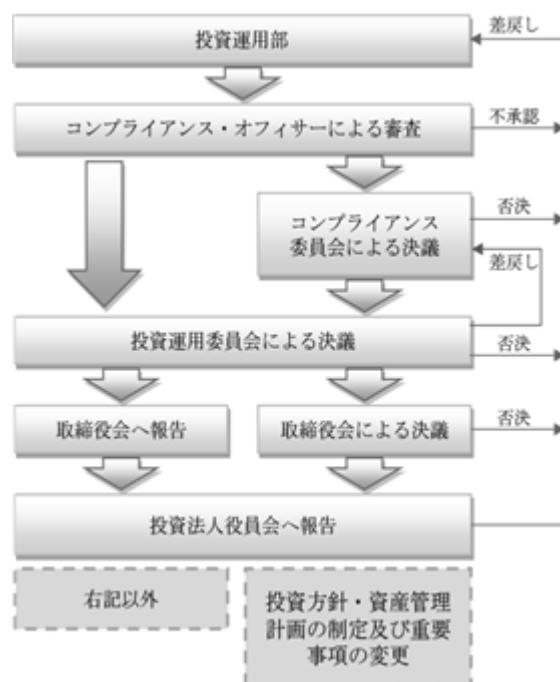 投資運用部
差戻し
コンプライアンス・オフィサーによる審査
不承認
コンプライアンス
委員会による決議
否決
差戻し
投資運用委員会による決議
否決
取締役会へ報告
取締役会による決議
否決
投資法人役員会へ報告
右記以外
投資方針・資産管理
計画の制定及び重要
事項の変更